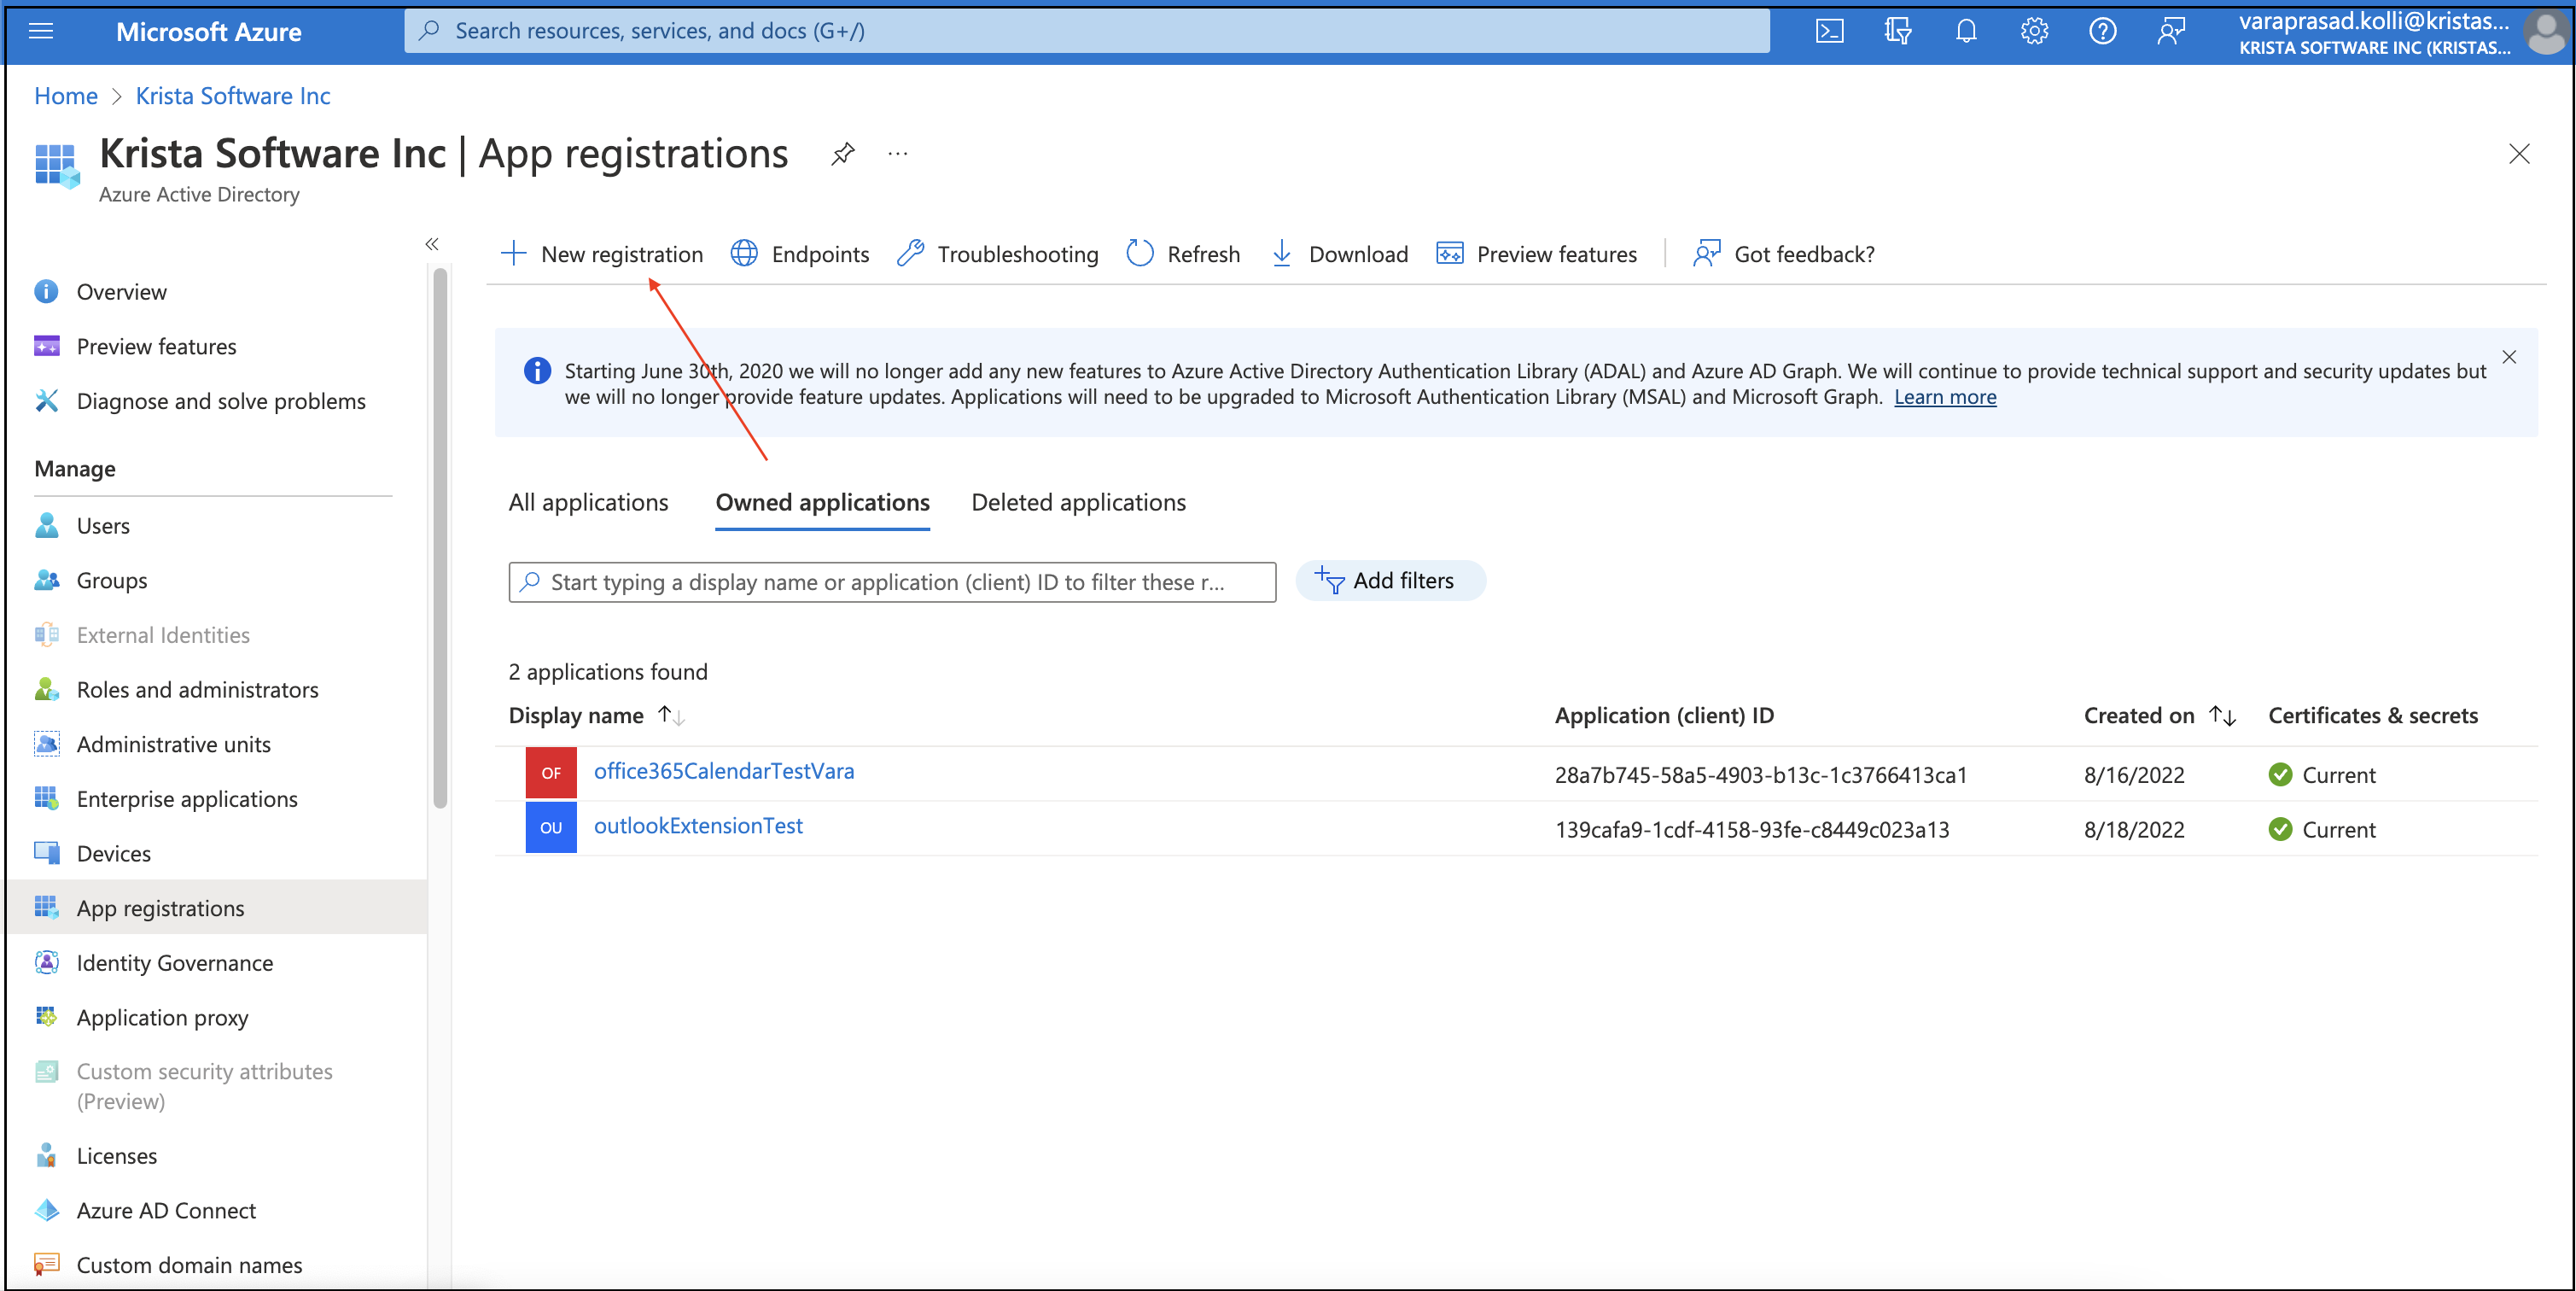 Microsoft Azure
Search resources, services, and docs (G+/)
varaprasad.kolli@kristas...
KRISTA SOFTWARE INC (KRISTAS...
Home > Krista Software Inc
Krista Software Inc | App registrations
Azure Active Directory
New registration
Endpoints
Troubleshooting
Refresh
Download
Preview features
Got feedback?
Overview
Preview features
Diagnose and solve problems
Manage
Users
Groups
External Identities
Roles and administrators
Administrative units
Enterprise applications
Devices
App registrations
Identity Governance
Application proxy
Custom security attributes
(Preview)
Licenses
Azure AD Connect
Custom domain names
Starting June 30th, 2020 we will no longer add any new features to Azure Active Directory Authentication Library (ADAL) and Azure AD Graph. We will continue to provide technical support and security updates but
we will no longer provide feature updates. Applications will need to be upgraded to Microsoft Authentication Library (MSAL) and Microsoft Graph. Learn more
All applications
Owned applications
Deleted applications
Start typing a display name or application (client) ID to filter these r...
Add filters
2 applications found
Display name
Application (client) ID
Created on
Certificates & secrets
OF office365CalendarTestVara 28a7b745-58a5-4903-b13c-1c3766413ca1 8/16/2022 Current
OU outlookExtensionTest 139cafa9-1cdf-4158-93fe-c8449c023a13 8/18/2022 Current